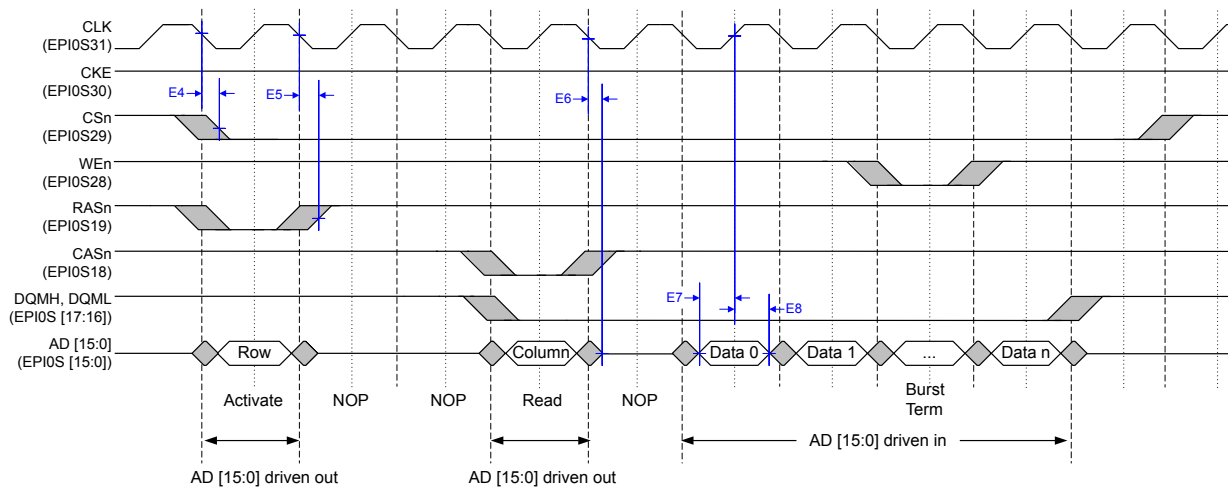 CLK
(EPI0S31)
CKE
(EPI0S30)
E4
E5
E6
CSn
(EPI0S29)
WEn
(EPI0S28)
RASn
(EPI0S19)
CASn
(EPI0S18)
DQMH, DQML
(EPI0S [17:16])
E7
E8
AD [15:0]
(EPI0S [15:0])
Row
Column
Data 0
Data 1
...
Data n
Activate
NOP
NOP
Read
NOP
Burst
Term
AD [15:0] driven in
AD [15:0] driven out
AD [15:0] driven out